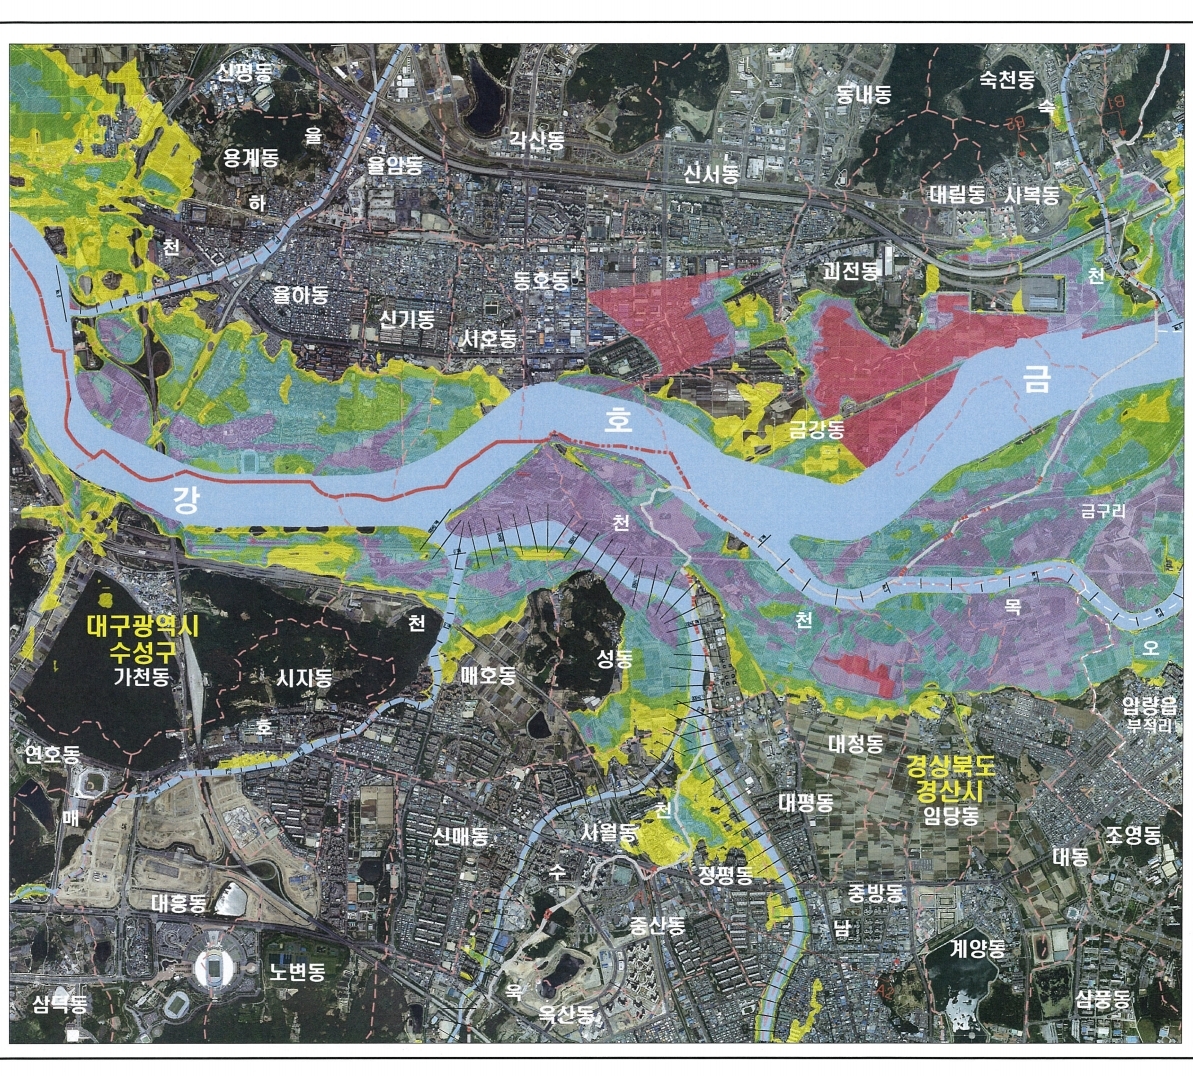 신평동
숙천동
동내동
숙
B1
B2
율
각산동
용계동
율암동
신서동
대림동
사복동
하
천
괴전동
천
동호동
율하동
신기동
서호동
금
호
금강동
강
천
금구리
목
천
천
대구광역시
수성구
가천동
시지동
매호동
성동
오
압량읍
부적리
호
연호동
대정동
경상북도
경산시
임당동
매
천
대평동
신매동
사월동
조영동
대동
수
정평동
중방동
대흥동
중산동
남
계양동
노변동
욱
삼덕동
옥산동
삼풍동